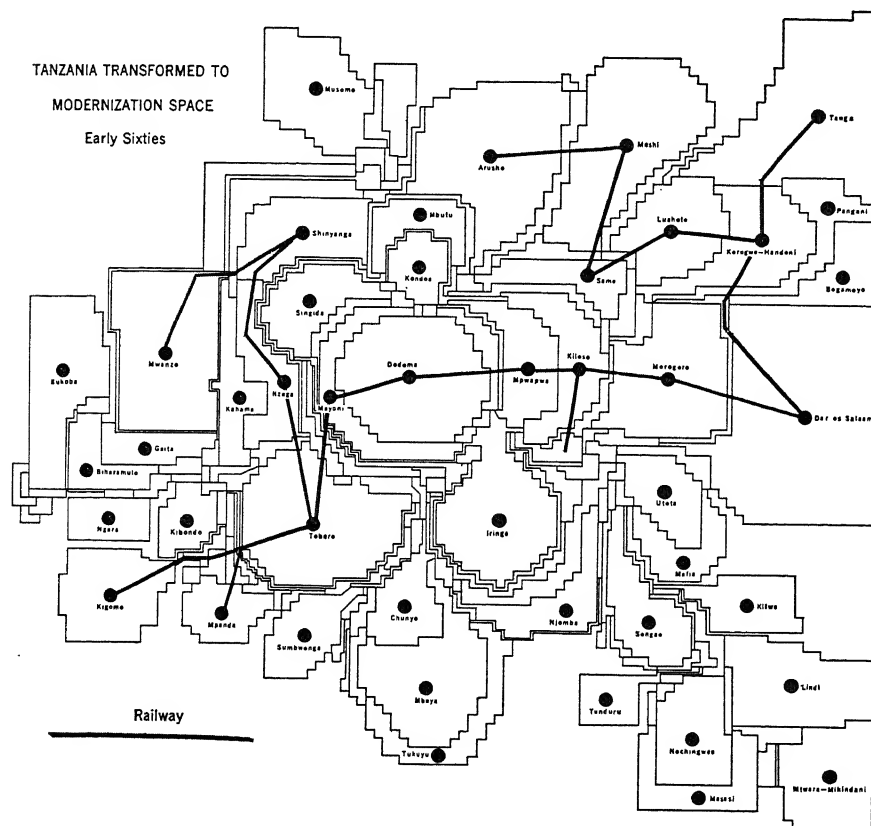 TANZANIA TRANSFORMED TO
MODERNIZATION SPACE
Early Sixties
Musoma
Tanga
Moshi
Arusha
Mbulu
Pangani
Lushoto
Shinyanga
Korogwe-Handeni
Kondoa
Same
Bagamoyo
Singida
Mwanza
Dodoma
Mpwapwa
Kilosa
Morogoro
Bukoba
Nzega
Kahama
Mayoni
Dar es Salaam
Geita
Biharamulo
Utete
Ngara
Kibondo
Tabora
Iringa
Mafia
Kigoma
Mpanda
Chunya
Njombe
Kilwa
Songea
Sumbwanga
Mbeya
Lindi
Tunduru
Railway
Nachingwea
Tukuyu
Mtwara-Mikindani
Masasi